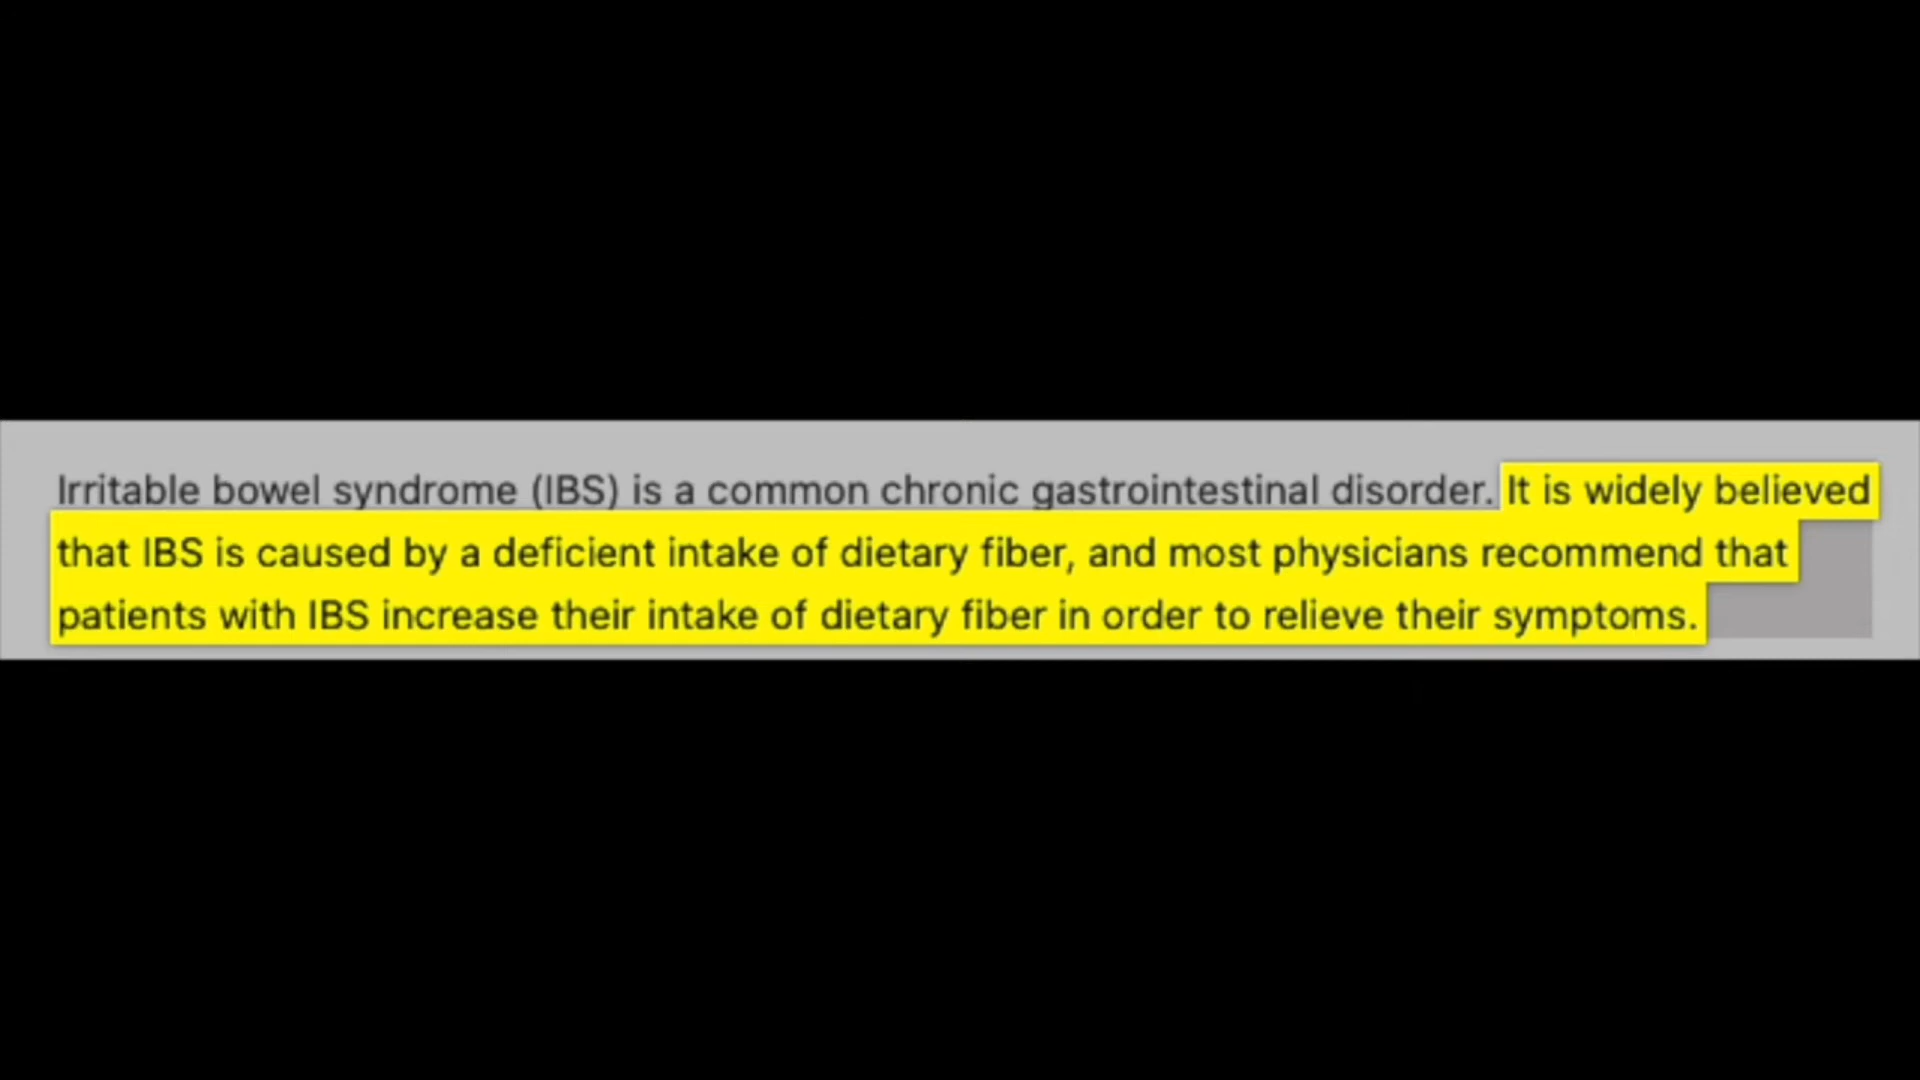 Irritable bowel syndrome (IBS) is a common chronic gastrointestinal disorder. It is widely believed
that IBS is caused by a deficient intake of dietary fiber, and most physicians recommend that
patients with IBS increase their intake of dietary fiber in order to relieve their symptoms.